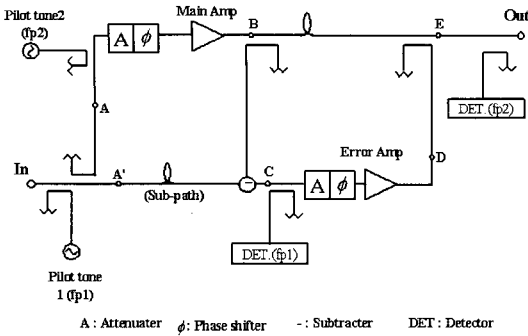 Pilot tone2
(fp2)
Main Amp
A ϕ
B
E
Out
A
DET.(fp2)
Error Amp
D
In
A'
(Sub-path)
-
C
A ϕ
DET.(fp1)
Pilot tone
1 (fp1)
A : Attenuater ϕ: Phase shifter - : Subtracter DET : Detector